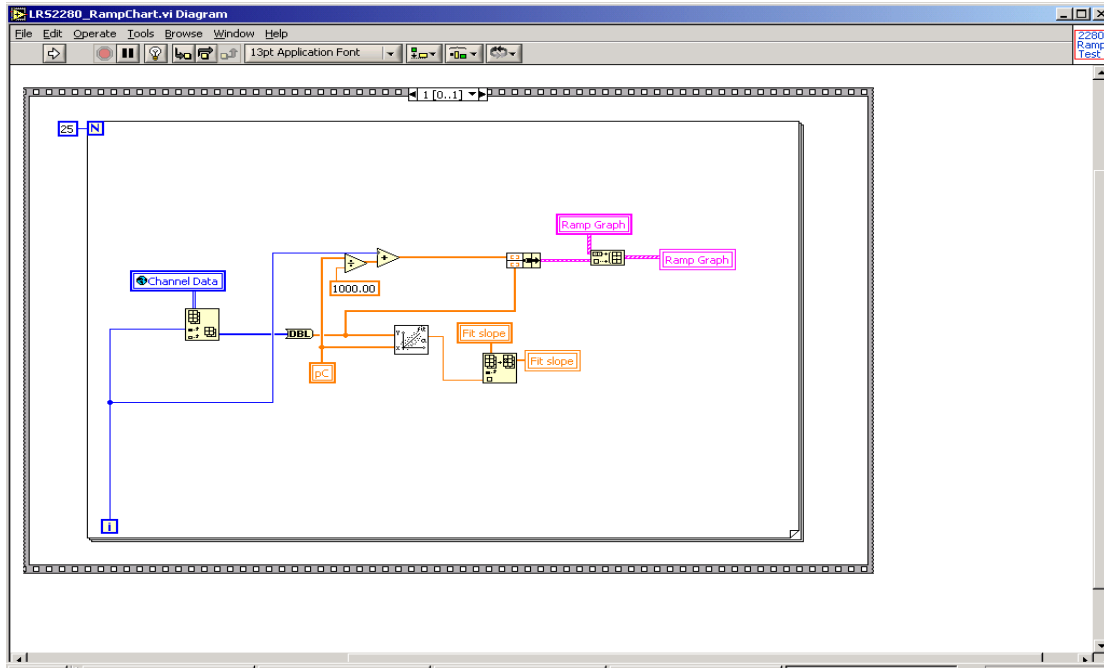 LRS2280_RampChart.vi Diagram
File Edit Operate Tools Browse Window Help
13pt Application Font
2280
Ramp
Test
1 [0..1]
25 N
Ramp Graph
Ramp Graph
1000.00
Channel Data
DBL
Fit slope
Fit slope
pC
i